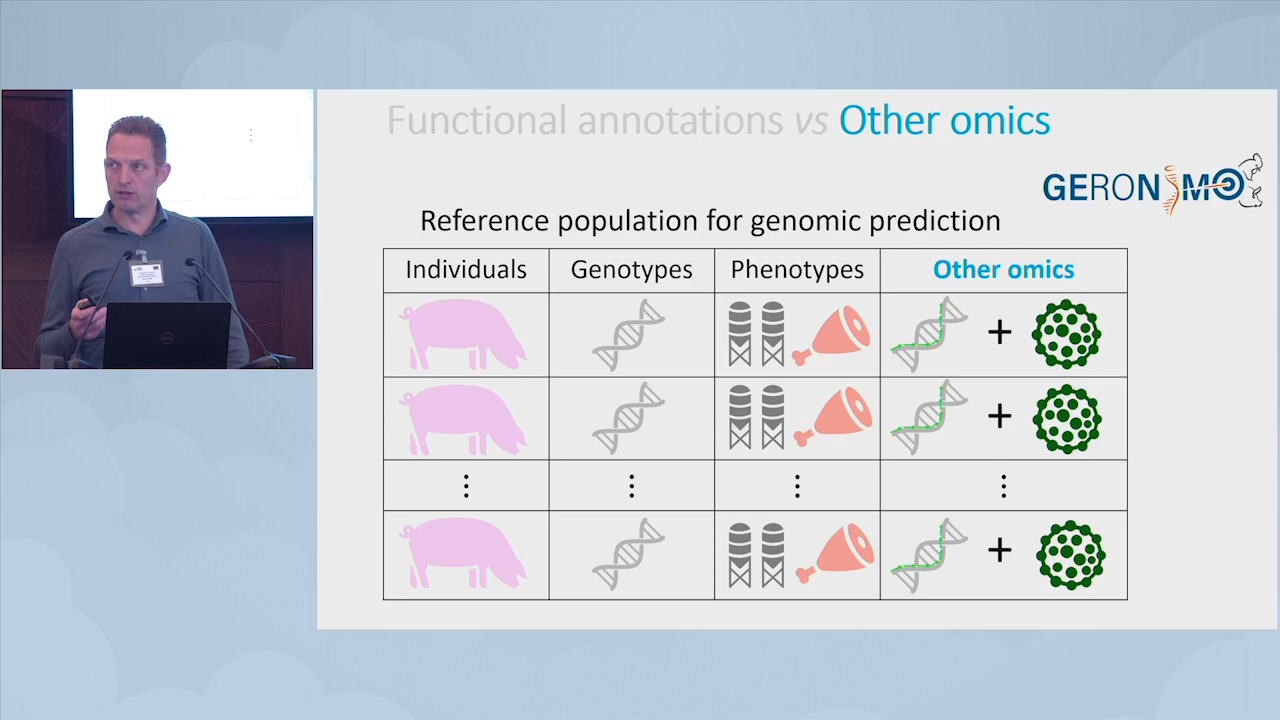 Functional annotations vs Other omics
GERONIMO
Reference population for genomic prediction
Individuals Genotypes Phenotypes Other omics
+
+
⋮ ⋮ ⋮ ⋮
+